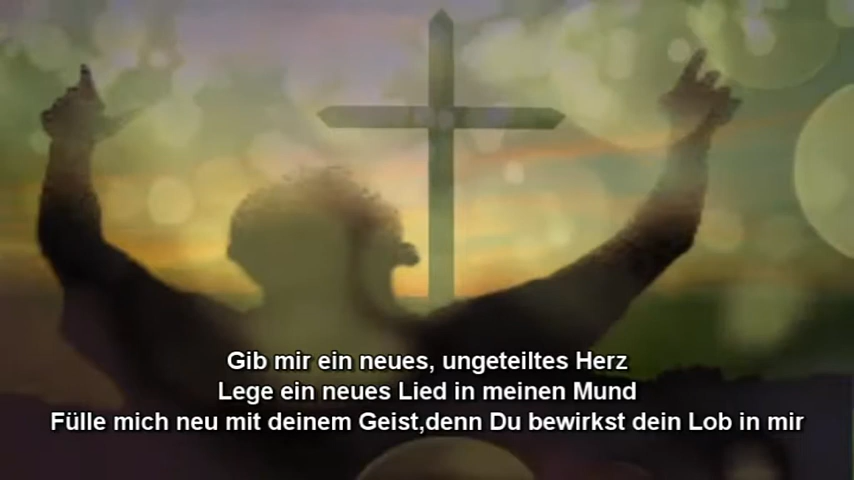 Gib mir ein neues, ungeteiltes Herz
Lege ein neues Lied in meinen Mund
Fülle mich neu mit deinem Geist,denn Du bewirkst dein Lob in mir